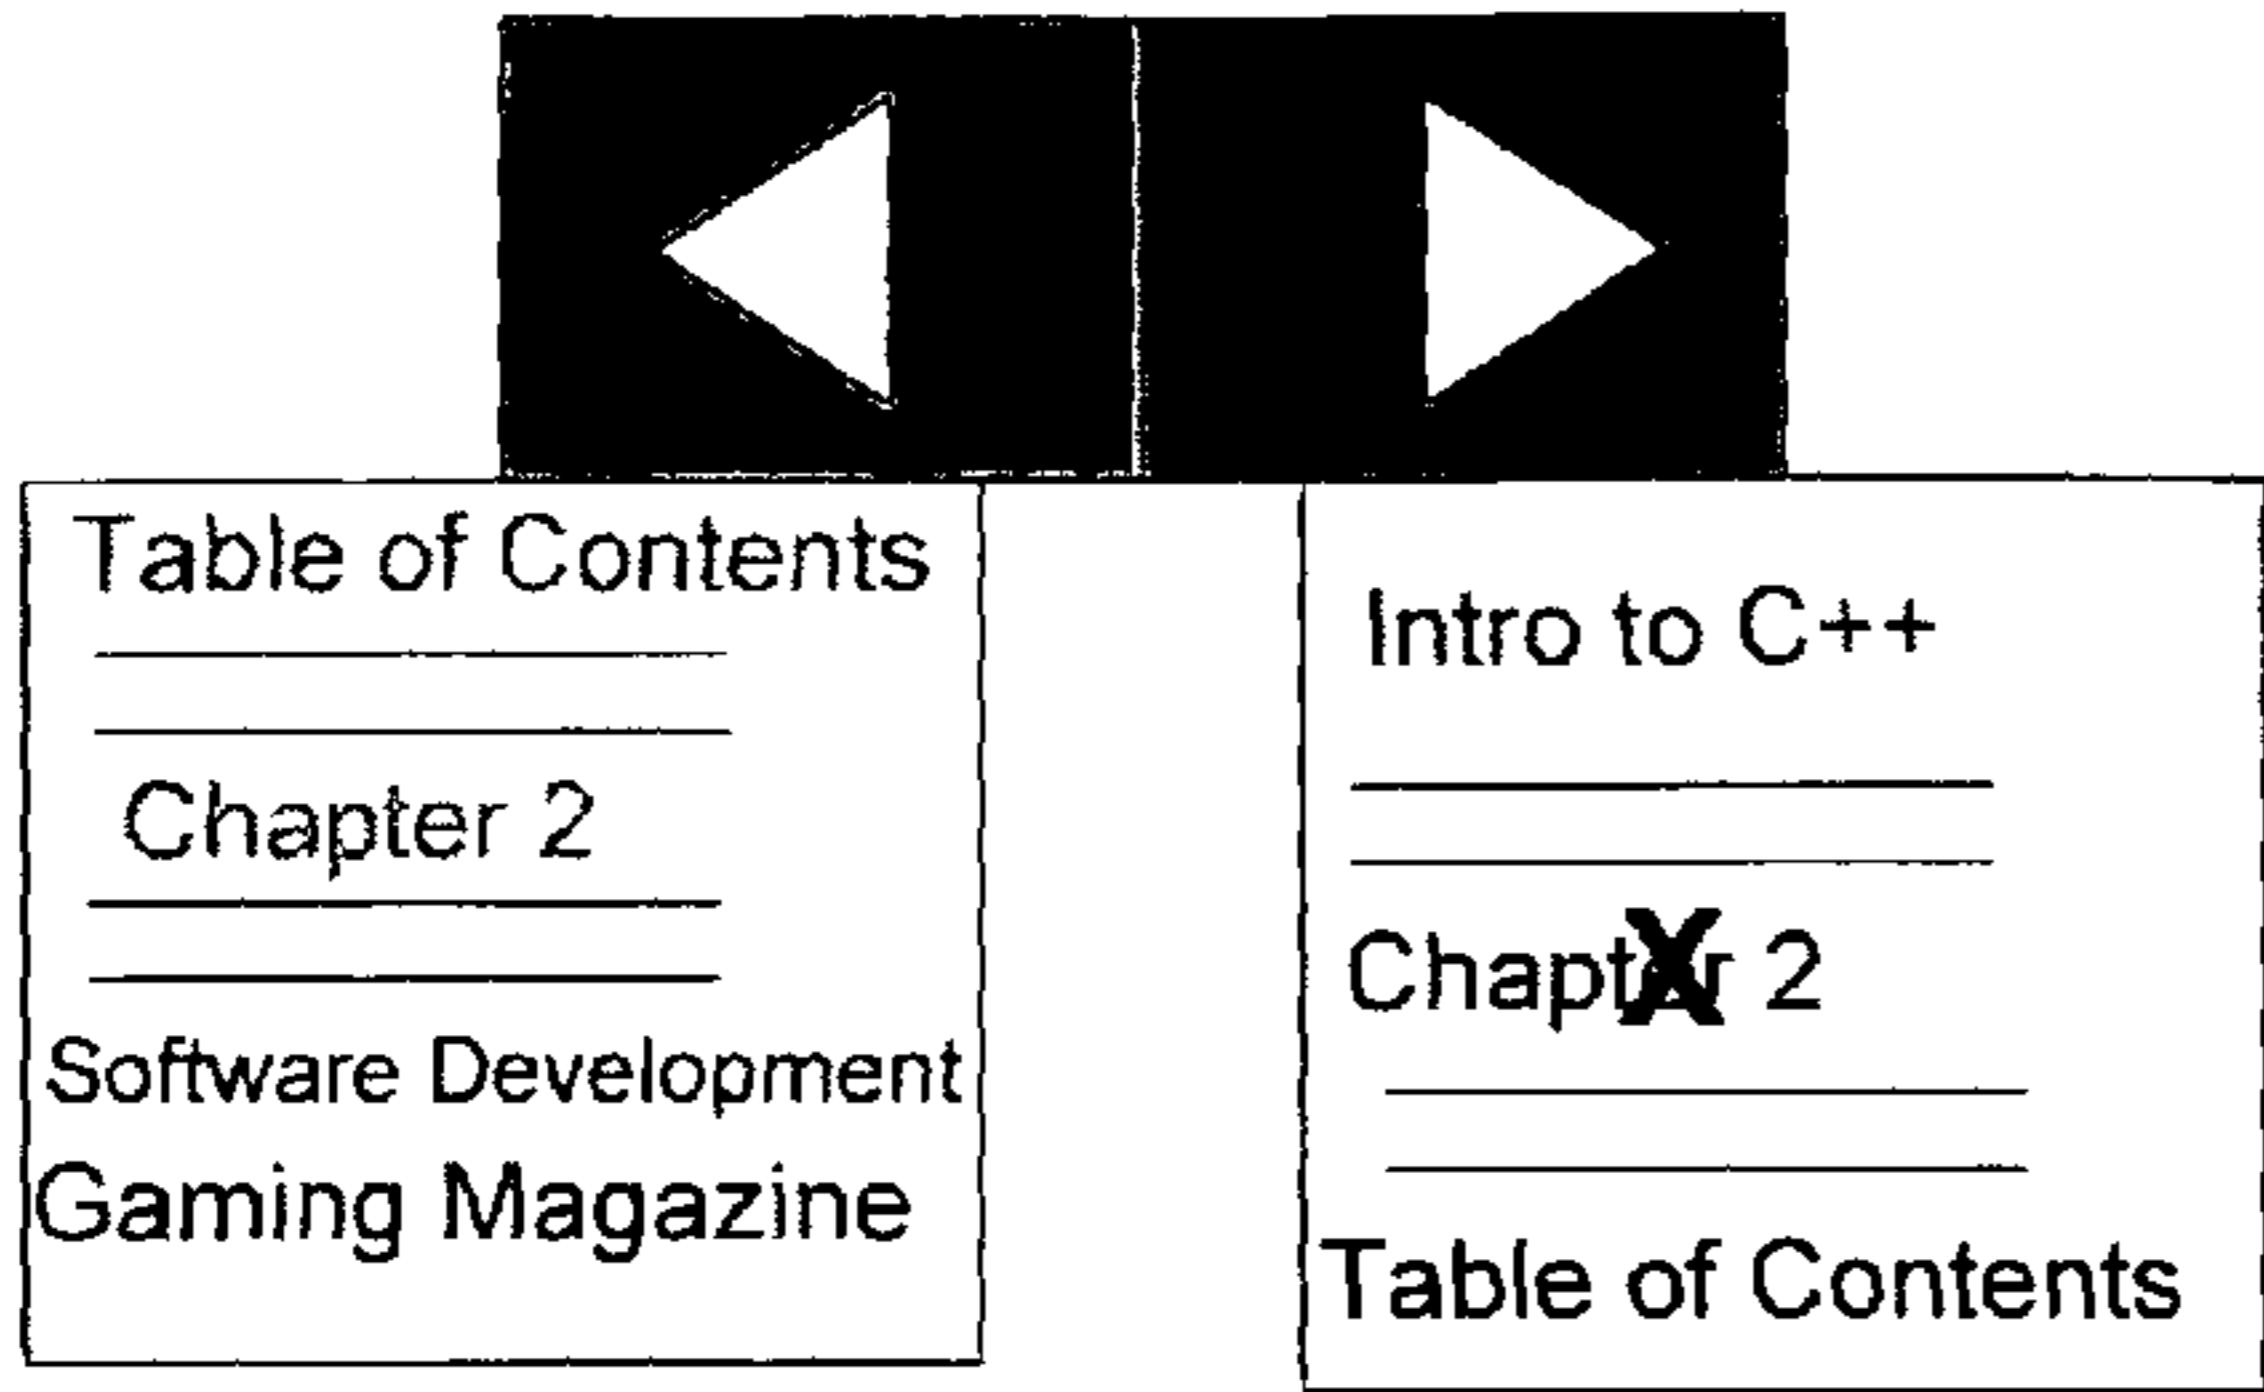 Table of Contents
Chapter 2
Software Development
Gaming Magazine
Intro to C++
Chapter 2
X
Table of Contents